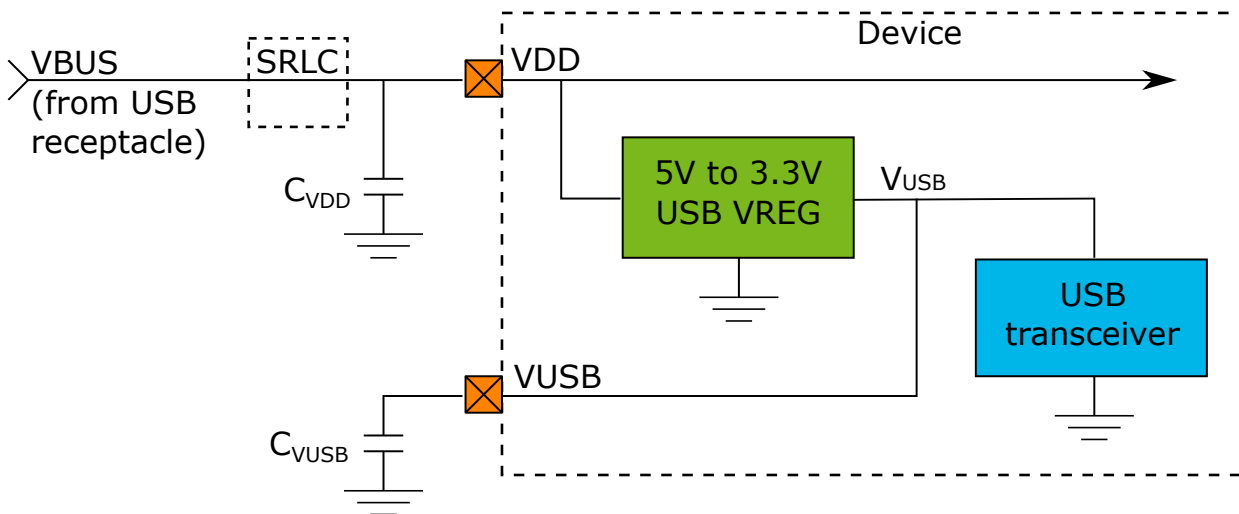 Device
VBUS
(from USB
receptacle)
SRLC
VDD
5V to 3.3V
USB VREG
VUSB
CVDD
USB
transceiver
VUSB
CVUSB